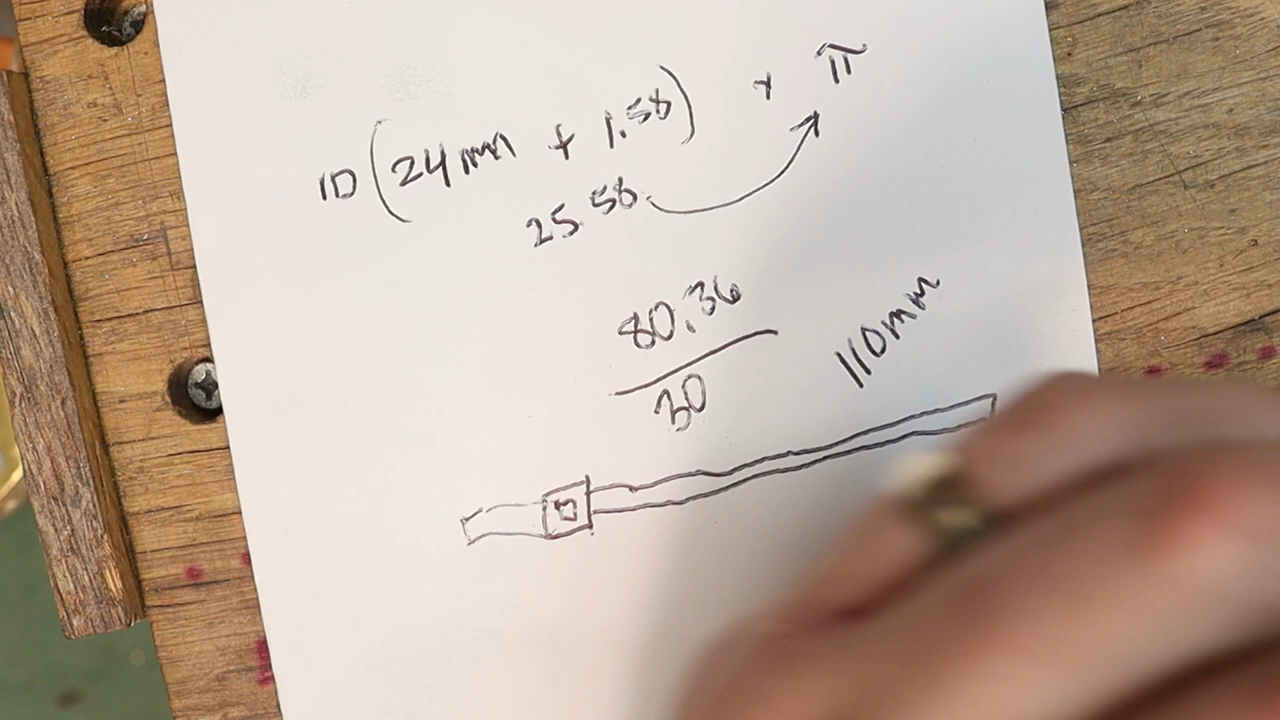 ID (24mm + 1.58) × π
25.58
80.36
30
110mm